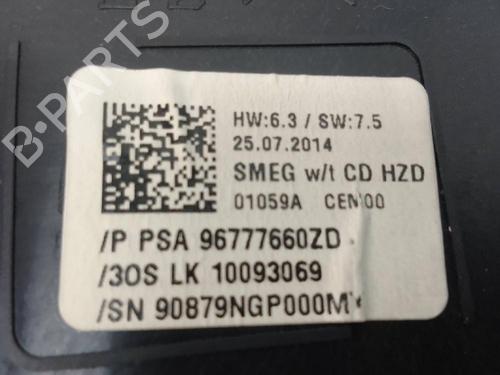 HW:6.3 / SW:7.5
25.07.2014
SMEG w/t CD HZD
01059A CEN00
/P PSA 96777660ZD
/3OS LK 10093069
/SN 90879NGP000M
B-PARTS